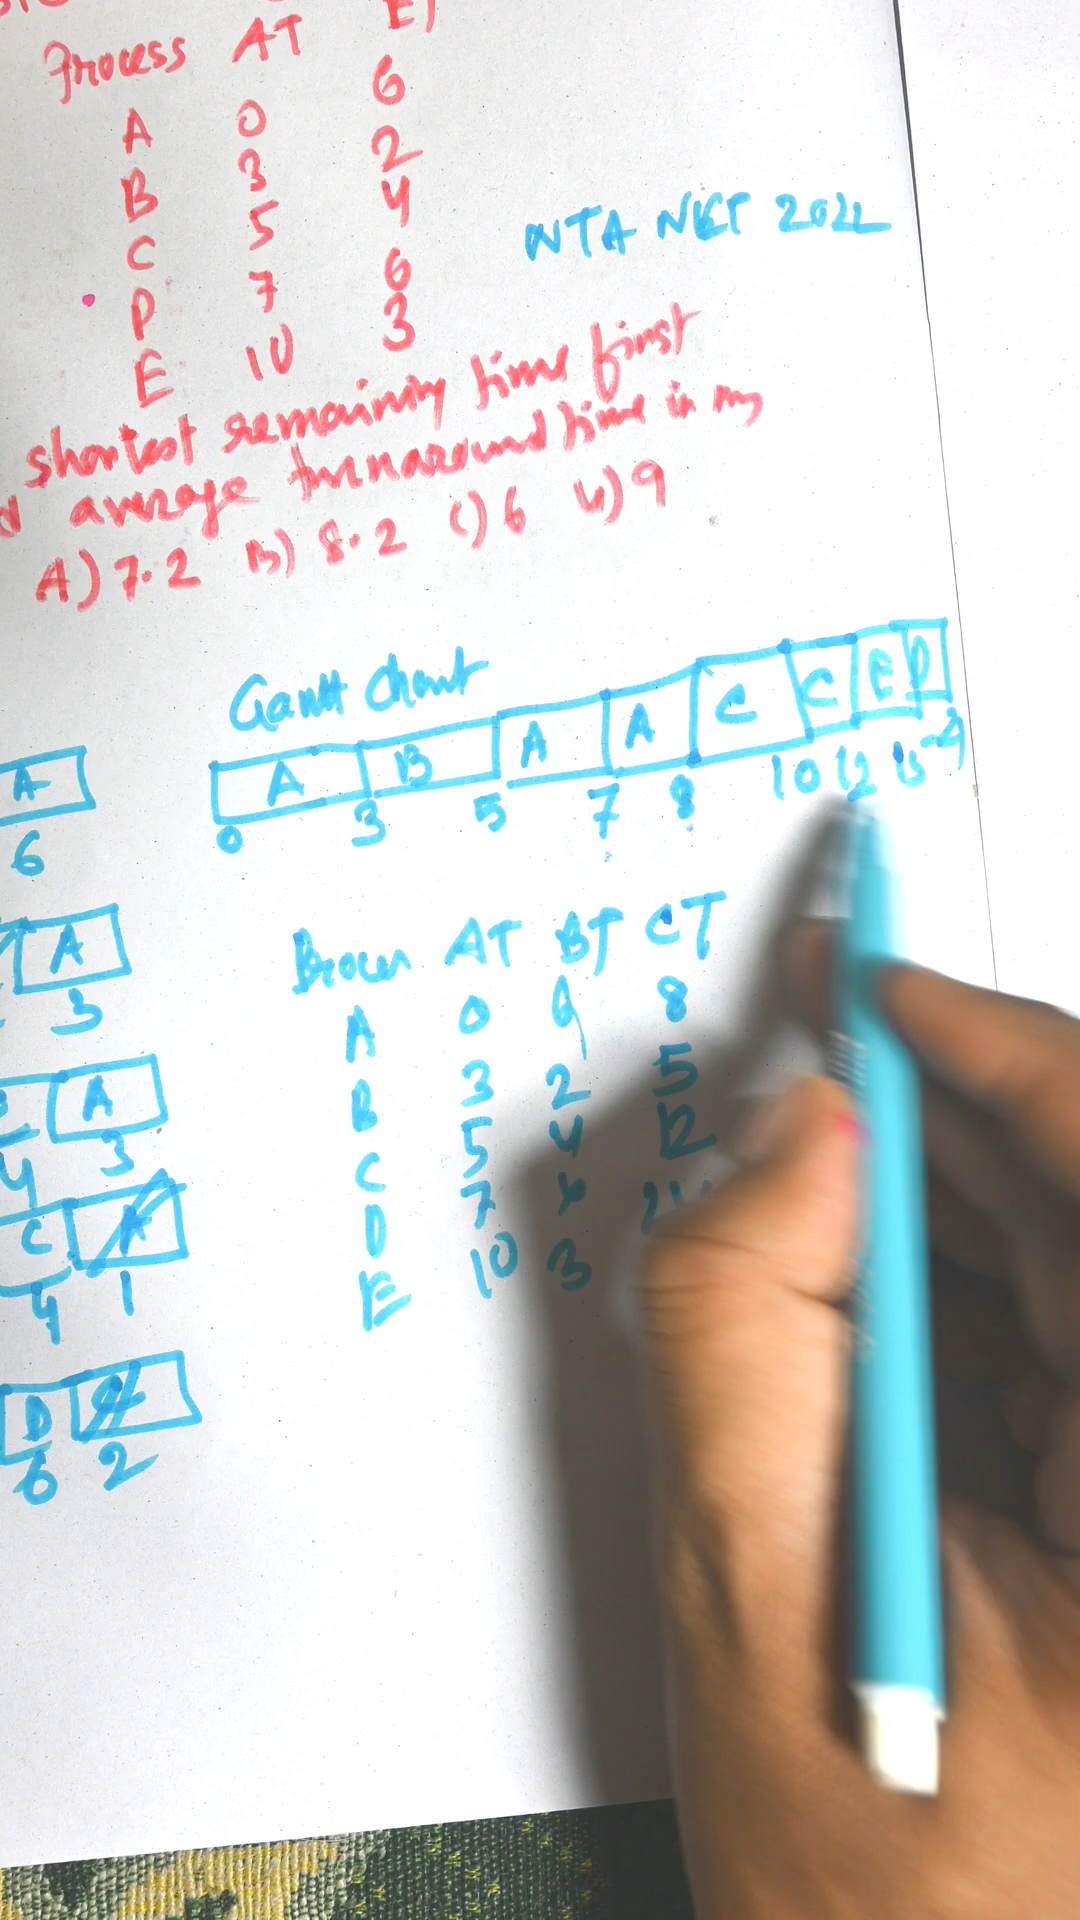 Process AT
A 0 6
B 3 2
C 5 4
P 7 6
E 10 3
NTA NET 2022
shortest remaining time first
average turnaround time in ms
A) 7.2 B) 8.2 C) 6 D) 9
Gantt Chart
A B A A C C E D
0 3 5 7 8 10 12 15
A
6
A
3
A
4 3
C A
4 1
D
6 2
Process AT BT CT
A 0 8
B 3 2 5
C 5 4 12
D 7
E 10 3